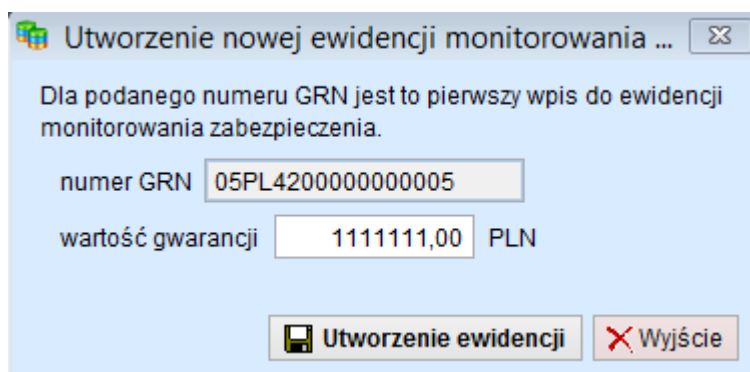 Utworzenie nowej ewidencji monitorowania ...
Dla podanego numeru GRN jest to pierwszy wpis do ewidencji
monitorowania zabezpieczenia.
numer GRN 05PL4200000000005
wartość gwarancji 1111111,00 PLN
Utworzenie ewidencji Wyjście